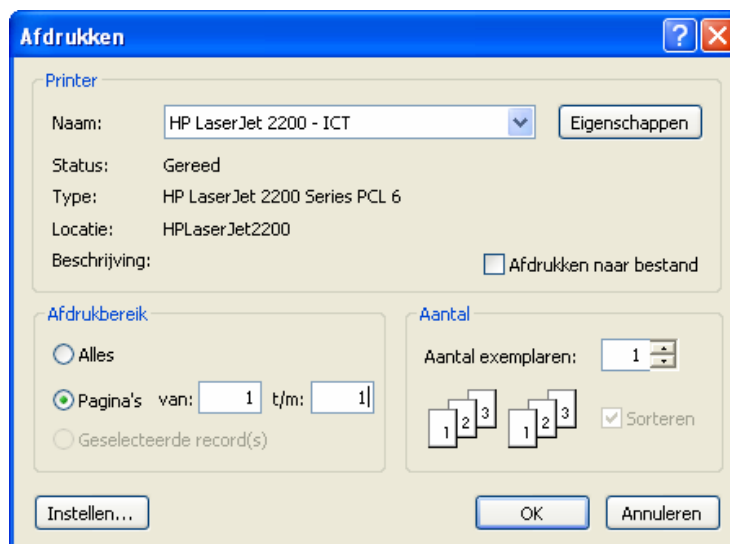 Afdrukken
Printer
Naam: HP LaserJet 2200 - ICT Eigenschappen
Status: Gereed
Type: HP LaserJet 2200 Series PCL 6
Locatie: HPLaserJet2200
Beschrijving: Afdrukken naar bestand
Afdrukbereik
Alles
Pagina's van: 1 t/m: 1
Geselecteerde record(s)
Aantal
Aantal exemplaren: 1
1 2 3 1 2 3
Sorteren
Instellen... OK Annuleren